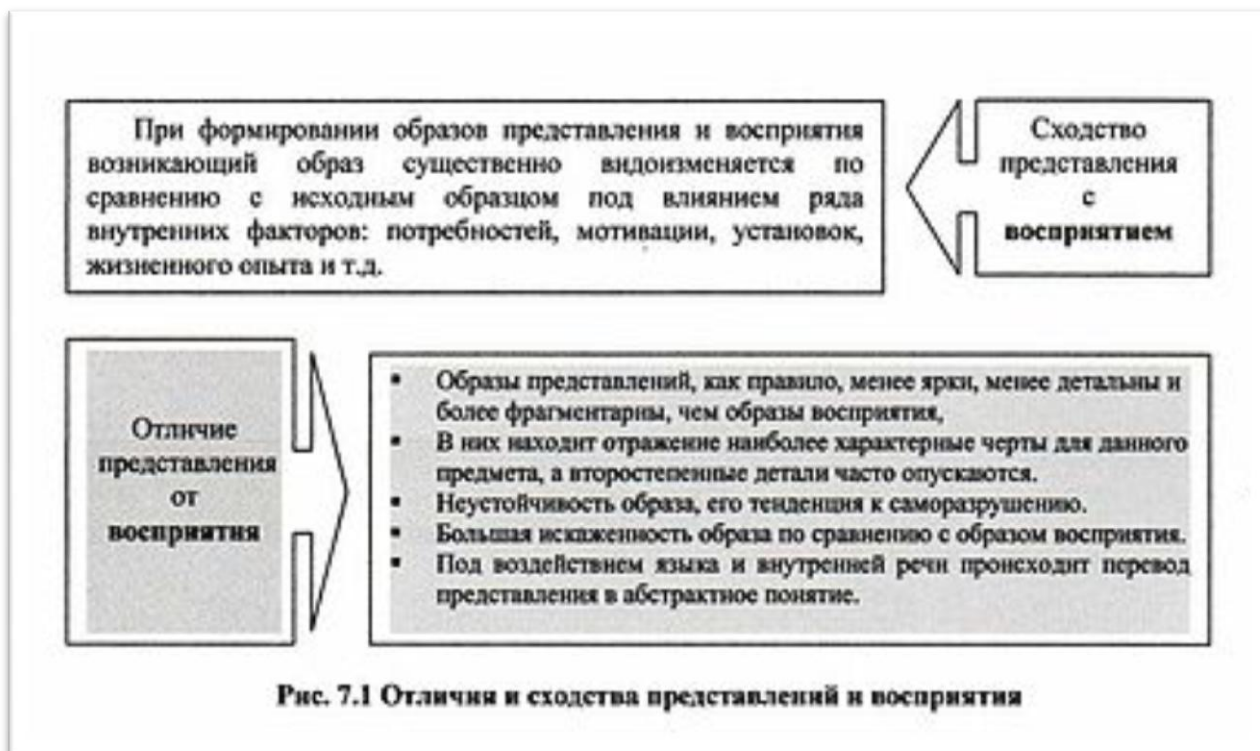 При формировании образов представления и восприятия
возникающий образ существенно видоизменяется по
сравнению с исходным образцом под влиянием ряда
внутренних факторов: потребностей, мотивации, установок,
жизненного опыта и т.д.
Сходство
представления
с
восприятием
Отличие
представления
от
восприятия
▪ Образы представлений, как правило, менее ярки, менее детальны и
более фрагментарны, чем образы восприятия,
▪ В них находит отражение наиболее характерные черты для данного
предмета, а второстепенные детали часто опускаются.
▪ Неустойчивость образа, его тенденция к саморазрушению.
▪ Большая искаженность образа по сравнению с образом восприятия.
▪ Под воздействием языка и внутренней речи происходит перевод
представления в абстрактное понятие.
Рис. 7.1 Отличия и сходства представлений и восприятия